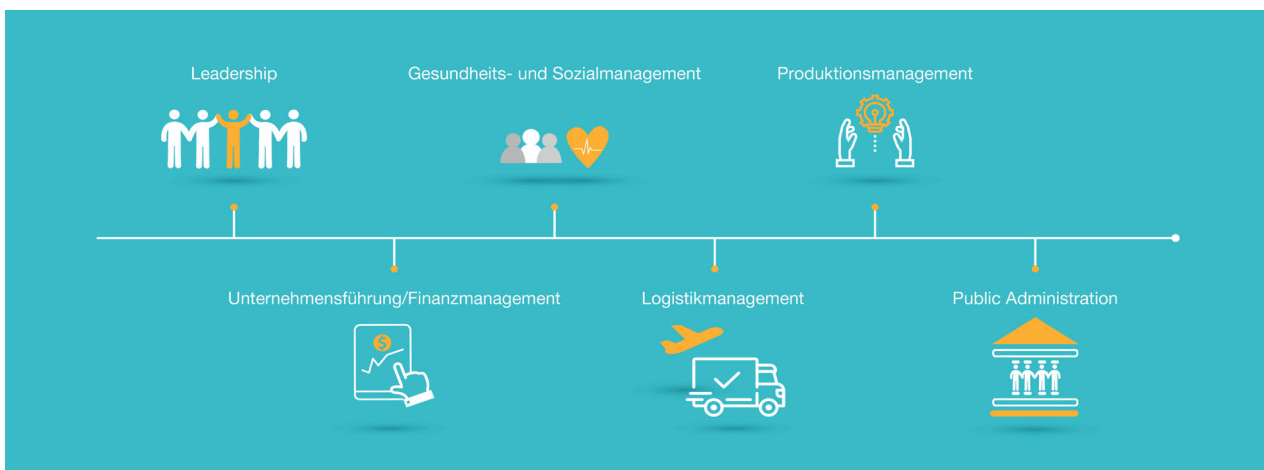 Leadership
Gesundheits- und Sozialmanagement
Produktionsmanagement
Unternehmensführung/Finanzmanagement
Logistikmanagement
Public Administration
$